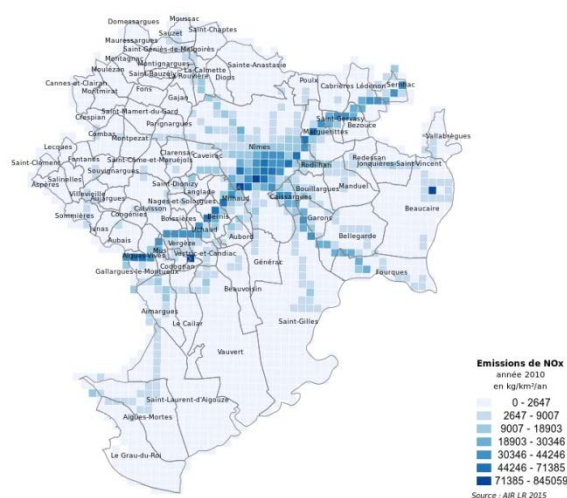 Domessargues
Moussac
Sauzet
Saint-Chaptes
Mauressargues
Saint-Géniès-de-Malgoirès
Montagnac
Montignargues
La Calmette
Sainte-Anastasie
Moulézan
Saint-Bauzély
La Rouvière
Dions
Cannes-et-Clairan
Fons
Montmirat
Gajan
Poulx
Cabrières
Lédenon
Sernhac
Saint-Mamert-du-Gard
Crespian
Parignargues
Saint-Gervasy
Bezouce
Combas
Marguerittes
Vallabrègues
Montpezat
Nîmes
Lecques
Clarensac
Caveirac
Redessan
Saint-Clément
Fontanès
Saint-Côme-et-Maruéjols
Rodilhan
Jonquières-Saint-Vincent
Salinelles
Souvignargues
Aspères
Saint-Dionizy
Bouillargues
Manduel
Langlade
Milhaud
Caissargues
Villevieille
Aujargues
Nages-et-Solorgues
Beaucaire
Calvisson
Sommières
Congénies
Boissières
Bernis
Garons
Junas
Uchaud
Bellegarde
Aubais
Vergèze
Aubord
Mus
Aigues-Vives
Vestric-et-Candiac
Générac
Gallargues-le-Montueux
Codognan
Fourques
Beauvoisin
Aimargues
Le Cailar
Saint-Gilles
Vauvert
Saint-Laurent-d'Aigouze
Aigues-Mortes
Le Grau-du-Roi
Emissions de NOx
année 2010
en kg/km²/an
0 - 2647
2647 - 9007
9007 - 18903
18903 - 30346
30346 - 44246
44246 - 71385
71385 - 845059
Source : AIR LR 2015